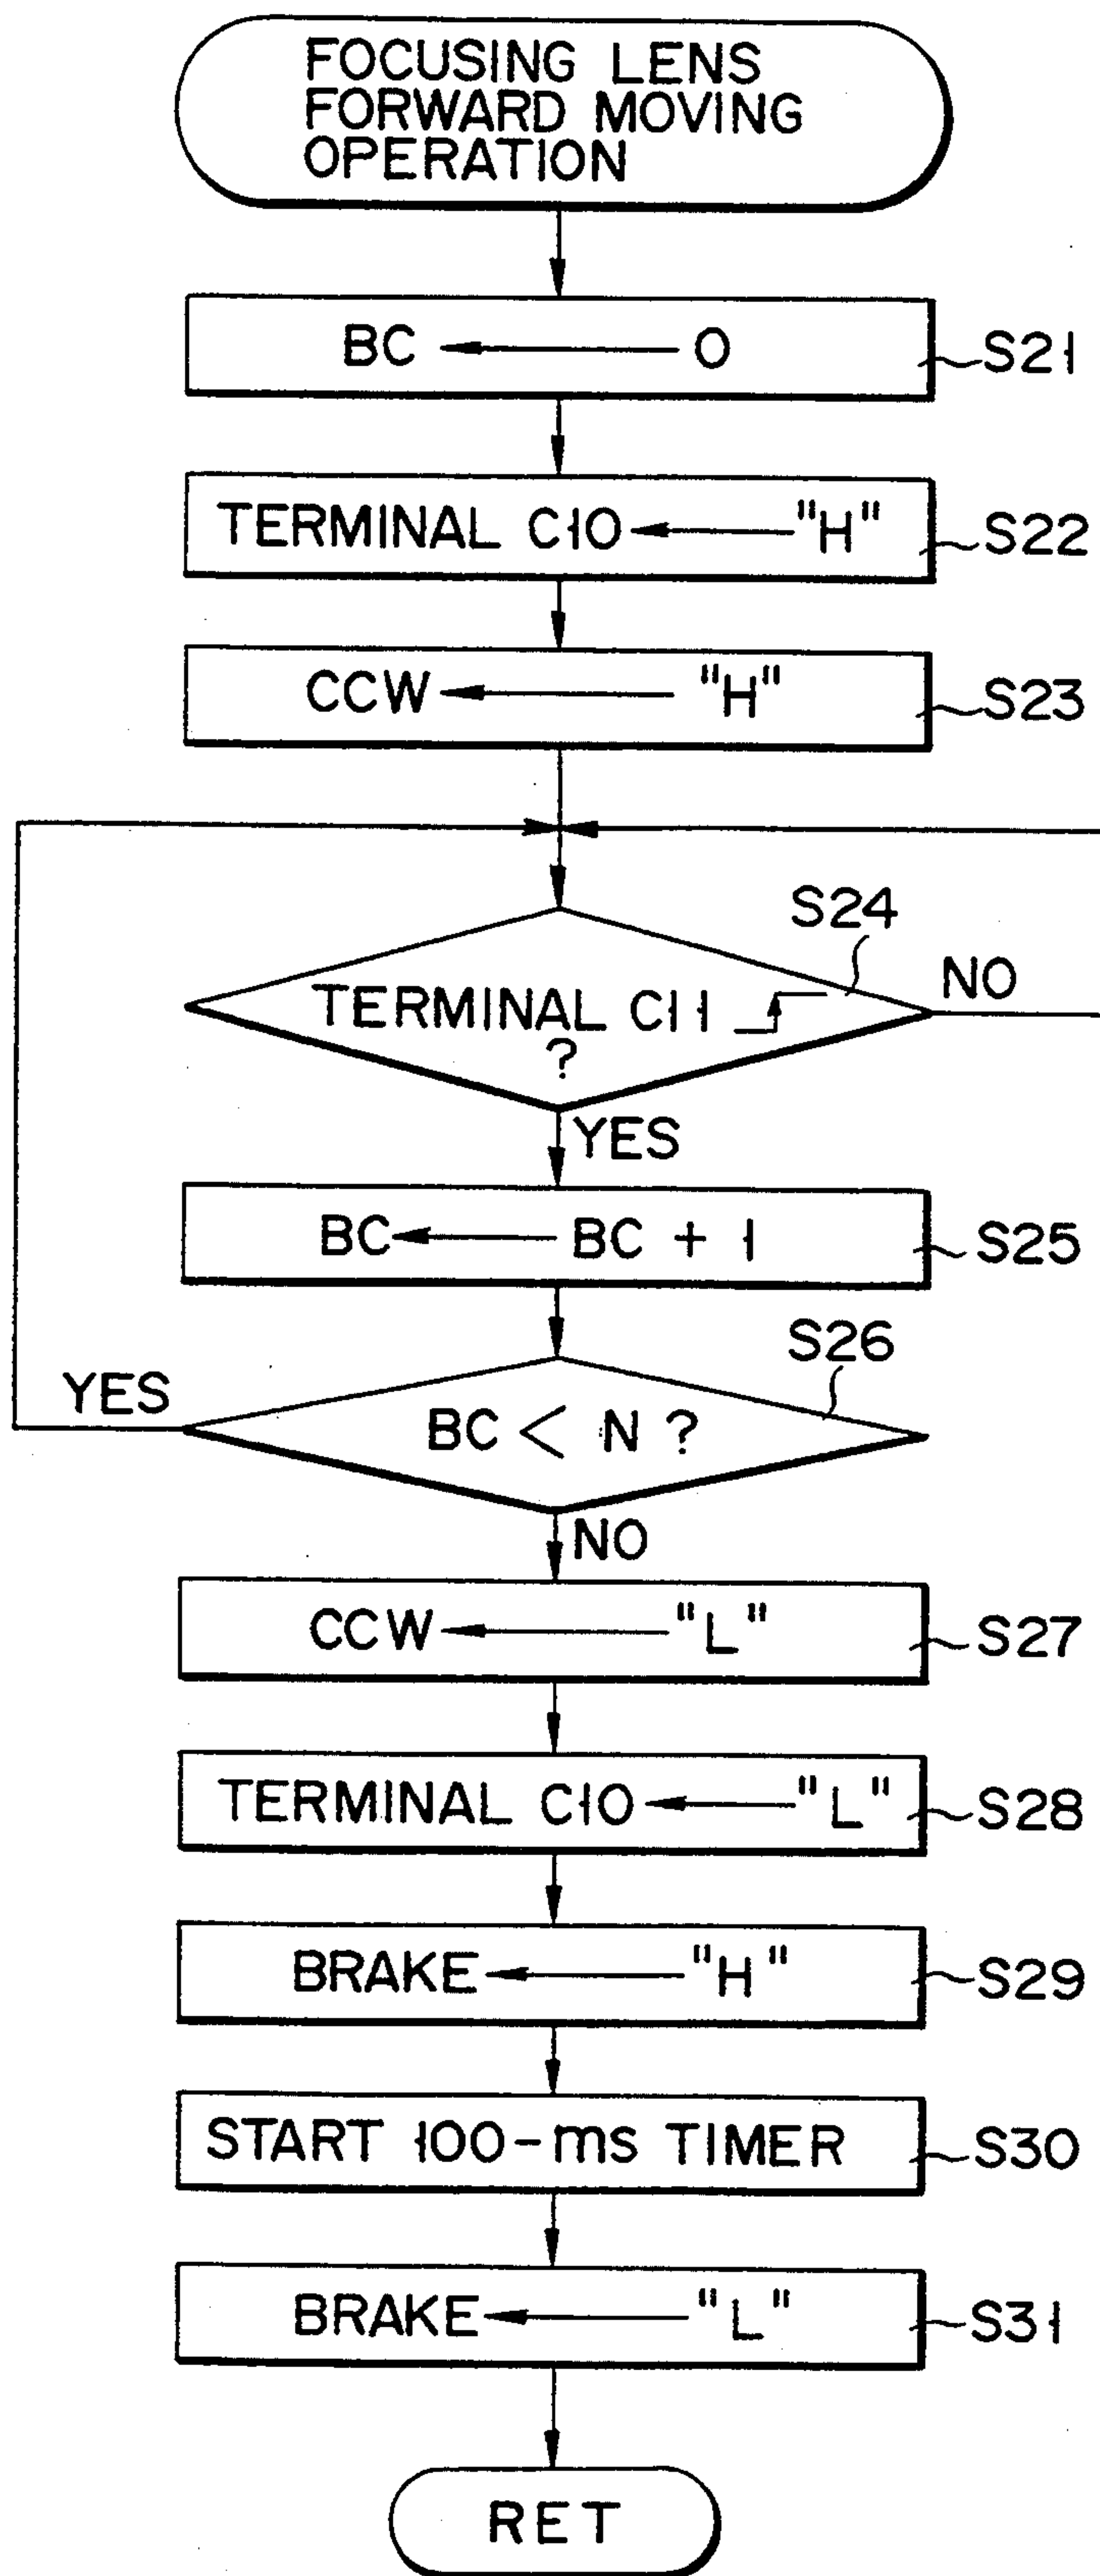 FOCUSING LENS
FORWARD MOVING
OPERATION
BC ← 0
S21
TERMINAL C10 ← "H"
S22
CCW ← "H"
S23
S24
NO
TERMINAL C11
?
YES
BC ← BC + 1
S25
S26
YES
BC < N ?
NO
CCW ← "L"
S27
TERMINAL C10 ← "L"
S28
BRAKE ← "H"
S29
START 100-ms TIMER
S30
BRAKE ← "L"
S31
RET